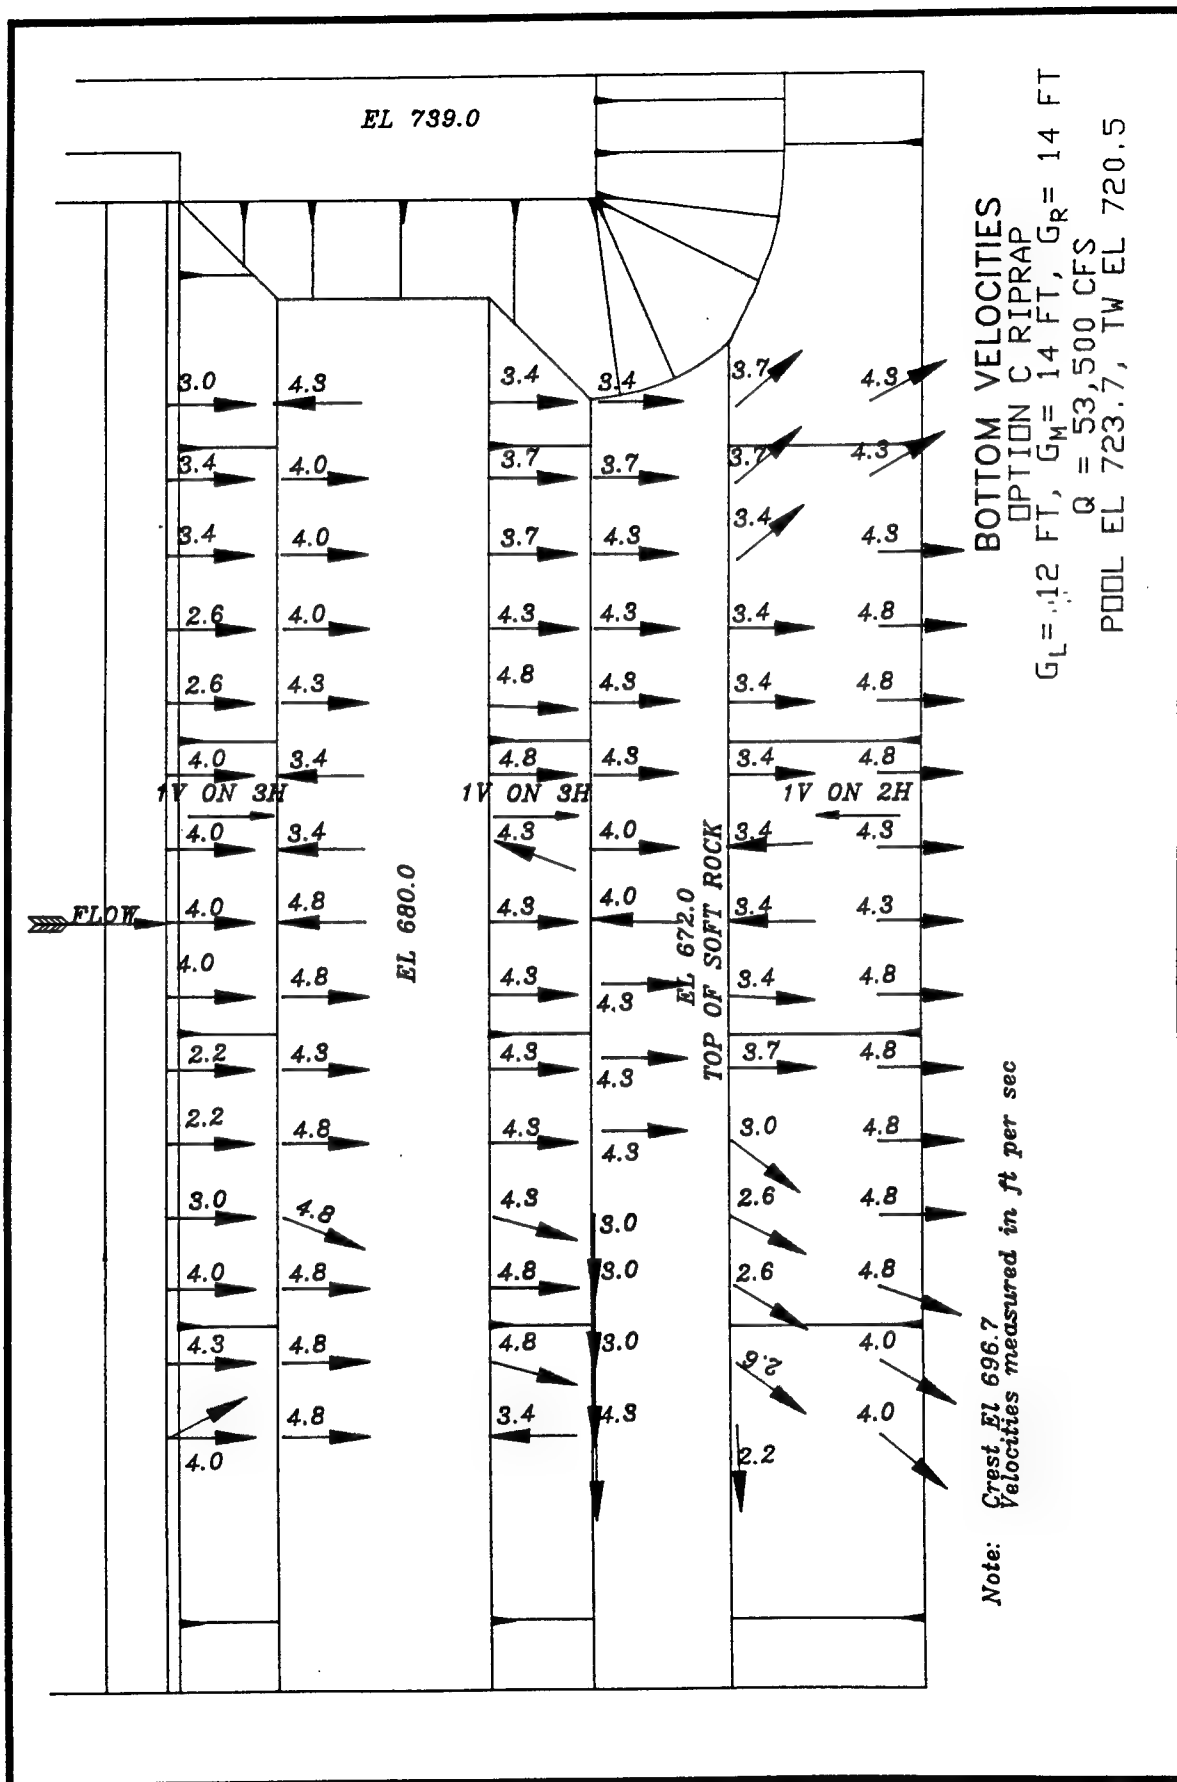 EL 739.0
3.0 4.3 3.4 3.4 3.7 4.3
3.4 4.0 3.7 3.7 3.7 4.3
3.4 4.0 3.7 4.3 3.4 4.3
2.6 4.0 4.3 4.3 3.4 4.8
2.6 4.3 4.8 4.3 3.4 4.8
4.0 3.4 4.8 4.3 3.4 4.8
1V ON 3H 1V ON 3H 1V ON 2H
4.0 3.4 4.3 4.0 3.4 4.3
FLOW 4.0 4.8 4.3 4.0 3.4 4.3
EL 680.0
EL 672.0
TOP OF SOFT ROCK
4.0 4.8 4.3 4.3 3.4 4.8
2.2 4.3 4.3 4.3 3.7 4.8
2.2 4.8 4.3 4.3 3.0 4.8
3.0 4.8 4.3 3.0 2.6 4.8
4.0 4.8 4.8 3.0 2.6 4.8
4.3 4.8 4.8 3.0 2.6 4.0
4.0 4.8 3.4 4.3 2.2 4.0
BOTTOM VELOCITIES
OPTION C RIPRAP
GL= 12 FT, GM= 14 FT, GR= 14 FT
Q = 53,500 CFS
POOL EL 723.7, TW EL 720.5
Note: Crest El 696.7
Velocities measured in ft per sec